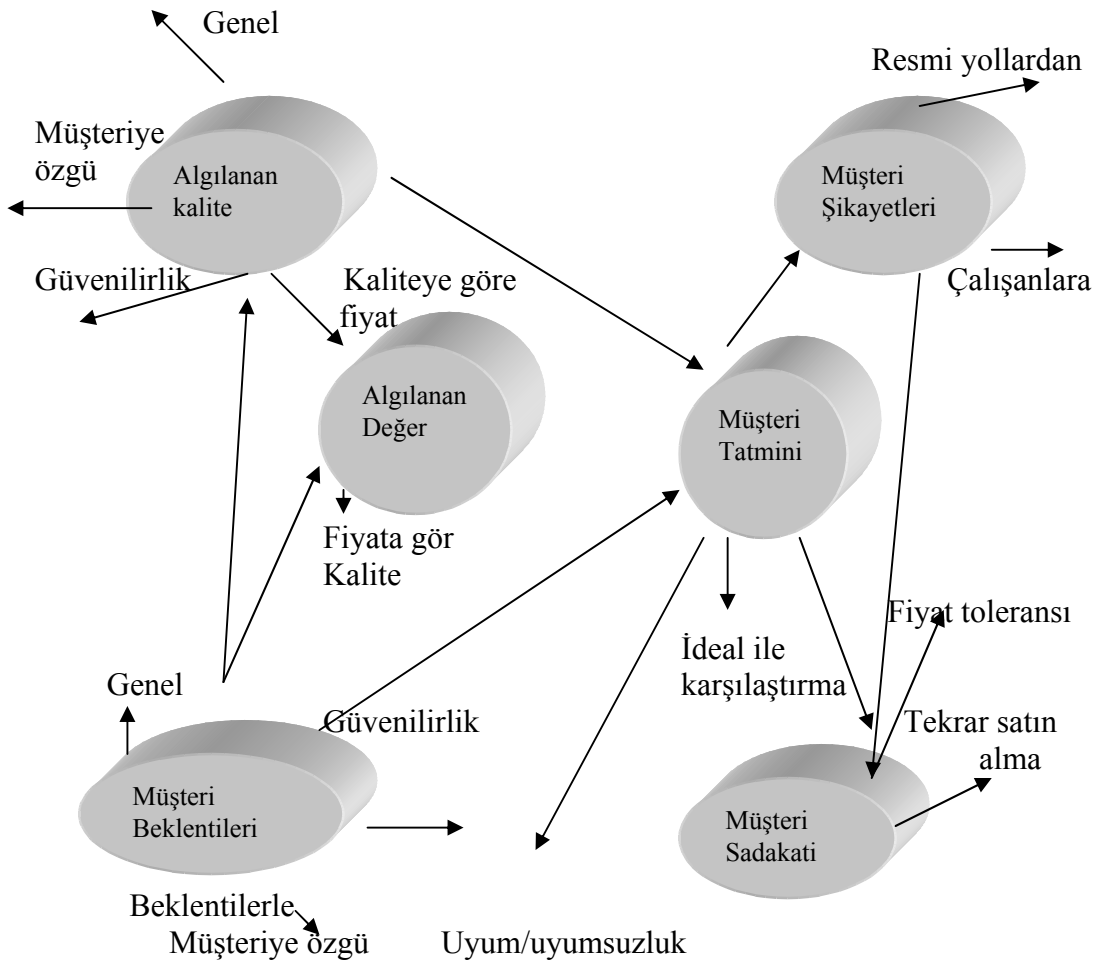 Genel
Resmi yollardan
Müşteriye
özgü
Algılanan
kalite
Müşteri
Şikayetleri
Güvenilirlik
Kaliteye göre
fiyat
Çalışanlara
Algılanan
Değer
Müşteri
Tatmini
Fiyata gör
Kalite
Fiyat toleransı
İdeal ile
karşılaştırma
Genel
Güvenilirlik
Tekrar satın
alma
Müşteri
Beklentileri
Müşteri
Sadakati
Beklentilerle
Müşteriye özgü
Uyum/uyumsuzluk